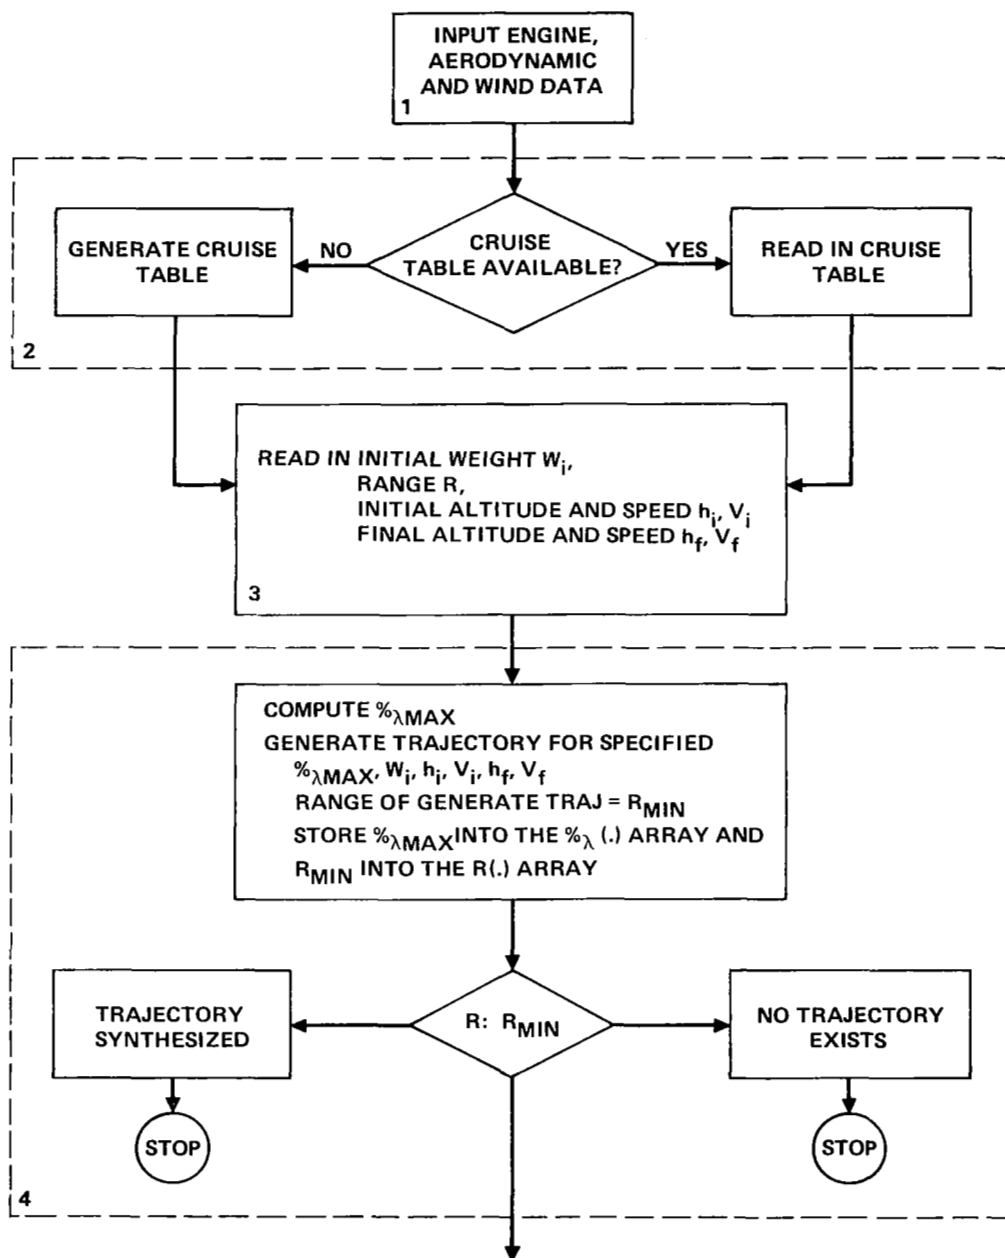 INPUT ENGINE,
AERODYNAMIC
AND WIND DATA
1
GENERATE CRUISE
TABLE
NO
CRUISE
TABLE AVAILABLE?
YES
READ IN CRUISE
TABLE
2
READ IN INITIAL WEIGHT Wi,
RANGE R,
INITIAL ALTITUDE AND SPEED hi, Vi
FINAL ALTITUDE AND SPEED hf, Vf
3
COMPUTE %λMAX
GENERATE TRAJECTORY FOR SPECIFIED
%λMAX, Wi, hi, Vi, hf, Vf
RANGE OF GENERATE TRAJ = RMIN
STORE %λMAX INTO THE %λ (.) ARRAY AND
RMIN INTO THE R(.) ARRAY
TRAJECTORY
SYNTHESIZED
R: RMIN
NO TRAJECTORY
EXISTS
STOP
STOP
4